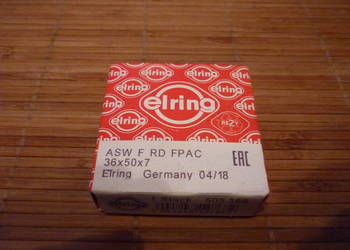 elring
ASW F RD FPAC
36x50x7
EAC
Elring Germany 04/18